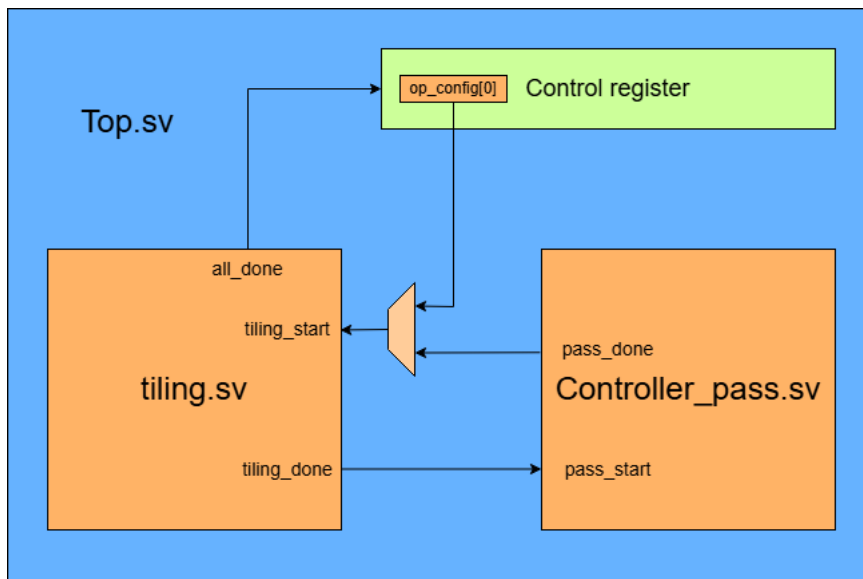 op_config[0]
Control register
Top.sv
all_done
tiling_start
pass_done
tiling.sv
Controller_pass.sv
tiling_done
pass_start